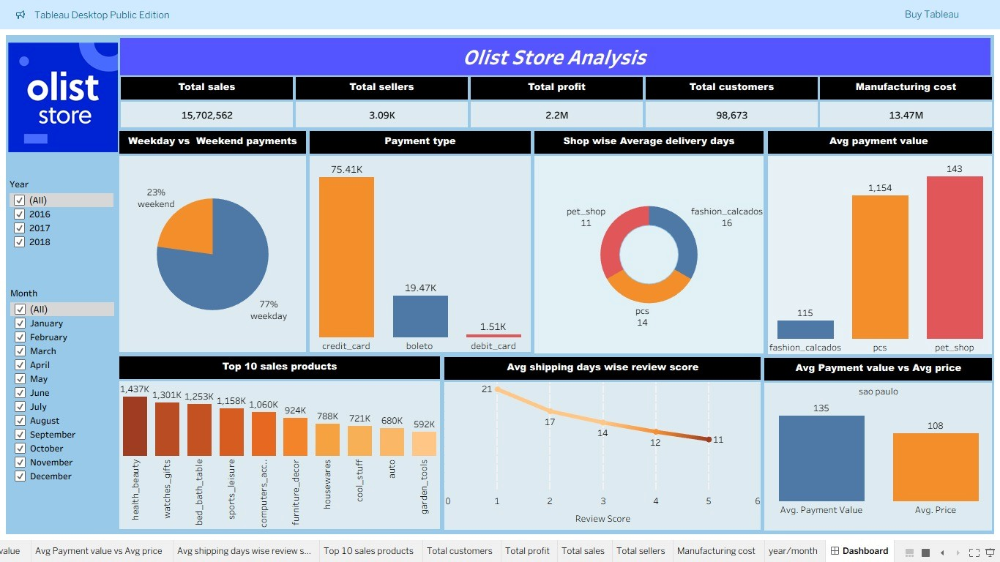 Tableau Desktop Public Edition
Buy Tableau
olist
store
Olist Store Analysis
Total sales
Total sellers
Total profit
Total customers
Manufacturing cost
15,702,562
3.09K
2.2M
98,673
13.47M
Year
(All)
2016
2017
2018
Month
(All)
January
February
March
April
May
June
July
August
September
October
November
December
Weekday vs  Weekend payments
23%
weekend
77%
weekday
Payment type
75.41K
19.47K
1.51K
credit_card
boleto
debit_card
Shop wise Average delivery days
pet_shop
11
fashion_calcados
16
pcs
14
Avg payment value
115
1,154
143
fashion_calcados
pcs
pet_shop
Top 10 sales products
1,437K
1,301K
1,253K
1,158K
1,060K
924K
788K
721K
680K
592K
health_beauty
watches_gifts
bed_bath_table
sports_leisure
computers_acc..
furniture_decor
housewares
cool_stuff
auto
garden_tools
Avg shipping days wise review score
21
17
14
12
11
0 1 2 3 4 5 6
Review Score
Avg Payment value vs Avg price
sao paulo
135
108
Avg. Payment Value
Avg. Price
value
Avg Payment value vs Avg price
Avg shipping days wise review s...
Top 10 sales products
Total customers
Total profit
Total sales
Total sellers
Manufacturing cost
year/month
Dashboard